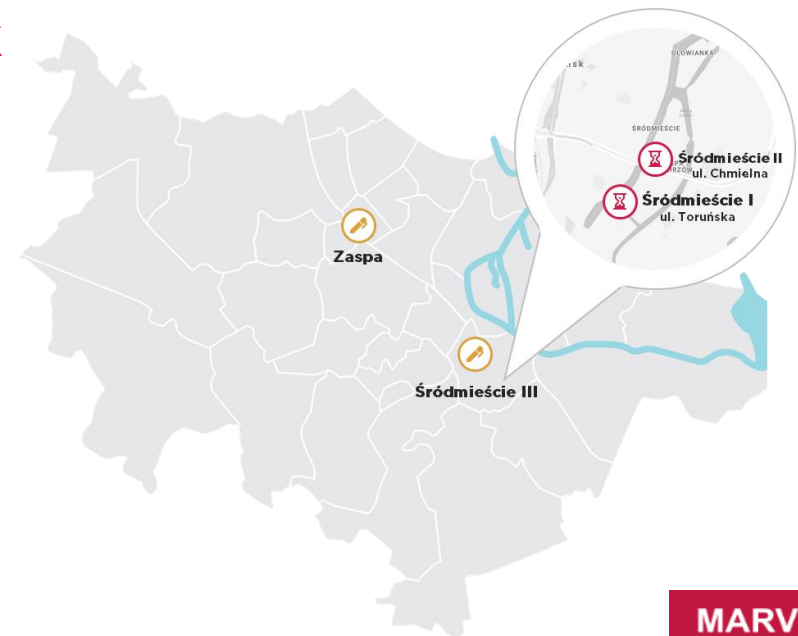 OŁOWIANKA
ŚRÓDMIEŚCIE
Śródmieście II
ul. Chmielna
Śródmieście I
ul. Toruńska
Zaspa
Śródmieście III
MARV